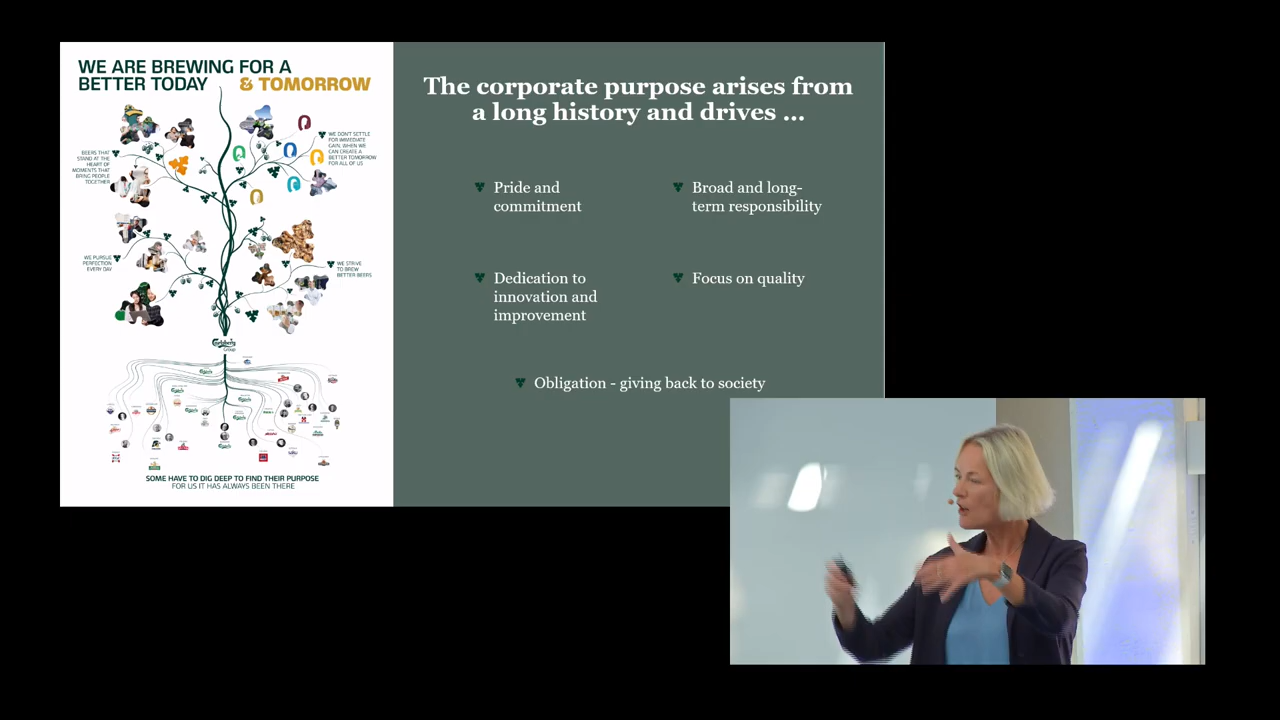 WE ARE BREWING FOR A
BETTER TODAY & TOMORROW
BEERS THAT
STAND AT THE
HEART OF
MOMENTS THAT
BRING PEOPLE
TOGETHER
WE DON'T SETTLE
FOR IMMEDIATE
GAIN, WHEN WE
CAN CREATE A
BETTER TOMORROW
FOR ALL OF US
WE PURSUE
PERFECTION
EVERY DAY
WE STRIVE
TO BREW
BETTER BEERS
Carlsberg
Group
SOME HAVE TO DIG DEEP TO FIND THEIR PURPOSE
FOR US IT HAS ALWAYS BEEN THERE
The corporate purpose arises from
a long history and drives ...
Pride and
commitment
Broad and long-
term responsibility
Dedication to
innovation and
improvement
Focus on quality
Obligation - giving back to society